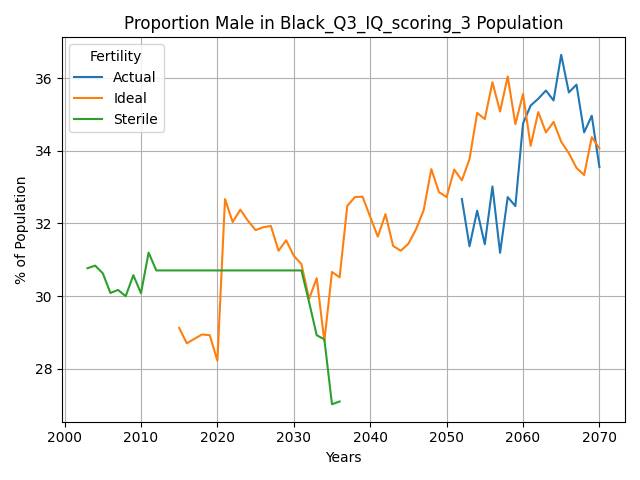 Proportion Male in Black_Q3_IQ_scoring_3 Population
Fertility
Actual
Ideal
Sterile
% of Population
36
34
32
30
28
2000 2010 2020 2030 2040 2050 2060 2070
Years